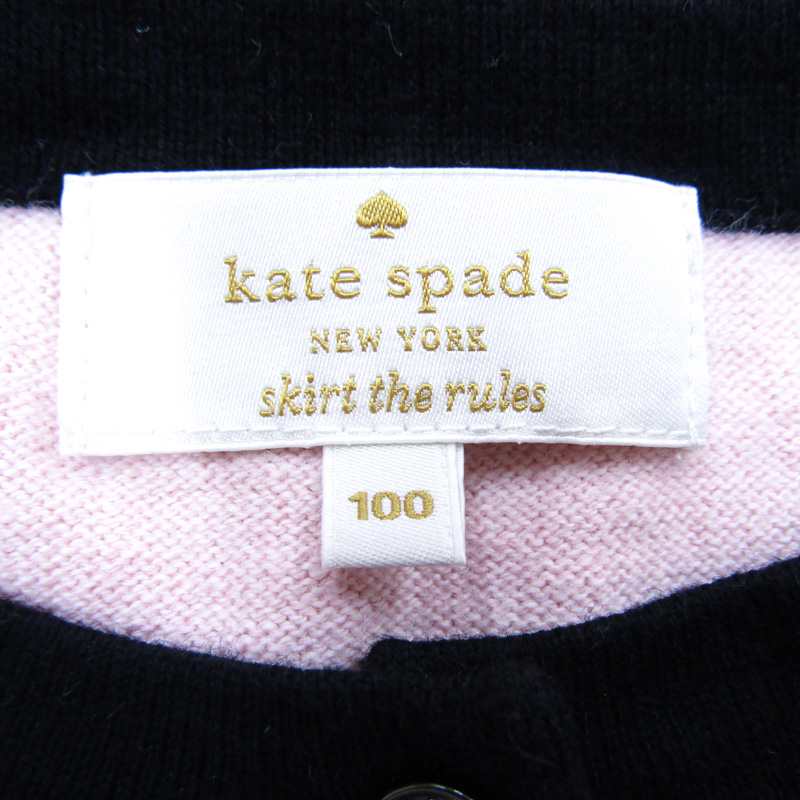 kate spade
NEW YORK
skirt the rules
100